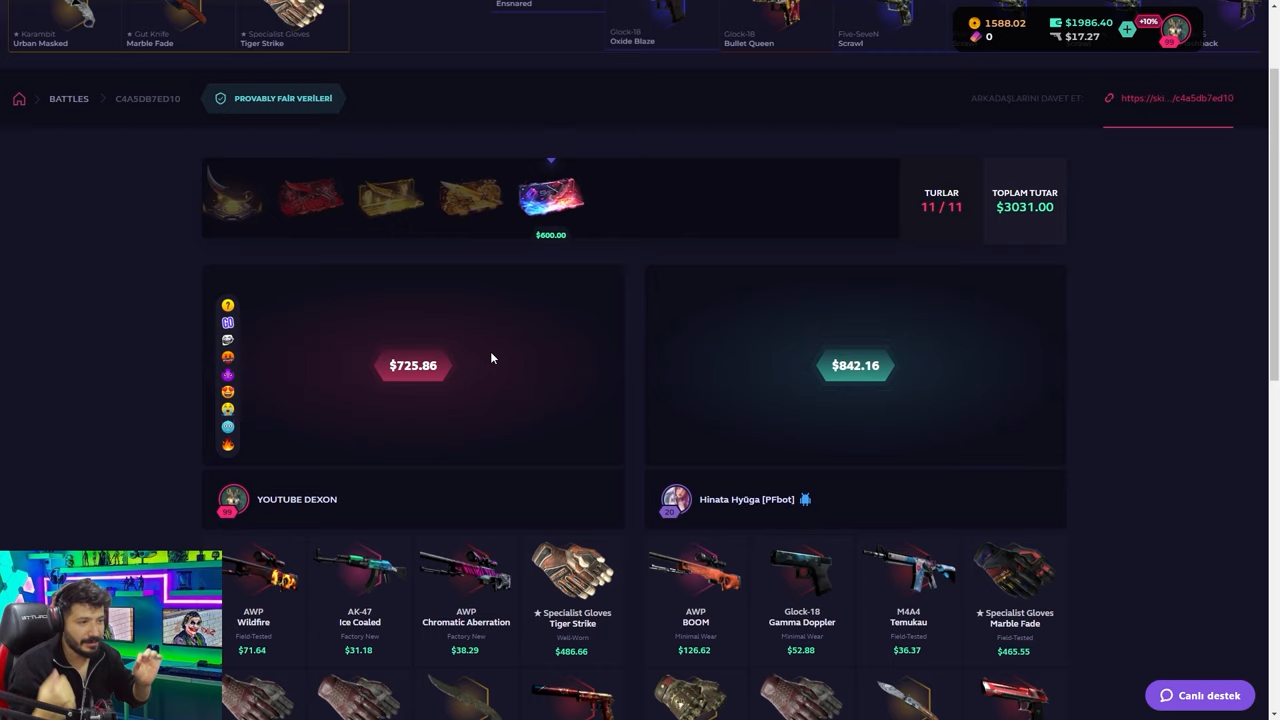 Ensnared
★ Karambit
Urban Masked
★ Gut Knife
Marble Fade
★ Specialist Gloves
Tiger Strike
Glock-18
Oxide Blaze
Glock-18
Bullet Queen
Five-SeveN
Scrawl
1588.02
$1986.40
+10%
0
$17.27
99
BATTLES
C4A5DB7ED10
PROVABLY FAİR VERİLERİ
ARKADAŞLARINI DAVET ET:
https://ski.../c4a5db7ed10
TURLAR
11 / 11
TOPLAM TUTAR
$3031.00
$600.00
GO
$725.86
$842.16
YOUTUBE DEXON
99
Hinata Hyūga [PFbot]
20
AWP
Wildfire
Field-Tested
$71.64
AK-47
Ice Coaled
Factory New
$31.18
AWP
Chromatic Aberration
Factory New
$38.29
★ Specialist Gloves
Tiger Strike
Well-Worn
$486.66
AWP
BOOM
Minimal Wear
$126.62
Glock-18
Gamma Doppler
Minimal Wear
$52.88
M4A4
Temukau
Field-Tested
$36.37
★ Specialist Gloves
Marble Fade
Field-Tested
$465.55
Canlı destek